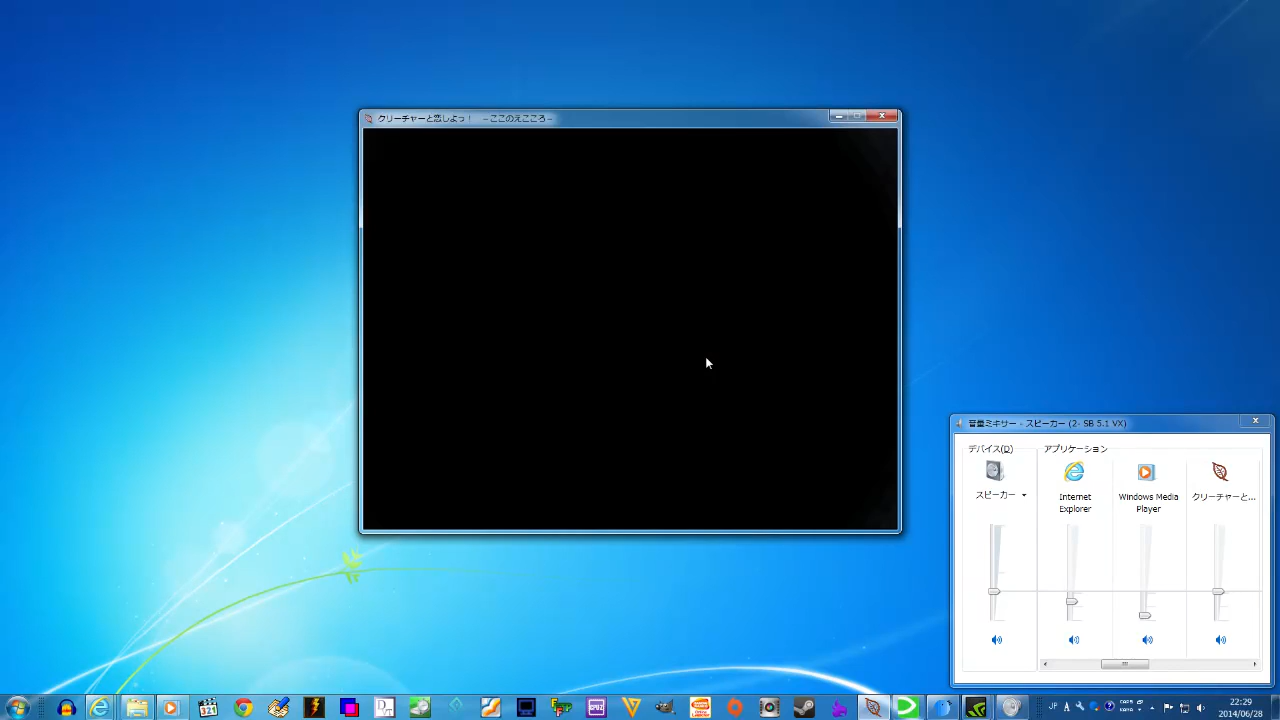 クリーチャーと恋しよっ！　－ここのえこころ－
音量ミキサー - スピーカー (2- SB 5.1 VX)
デバイス(D)
アプリケーション
スピーカー
Internet Explorer
Windows Media Player
クリーチャーと...
JP
22:29
2014/06/28